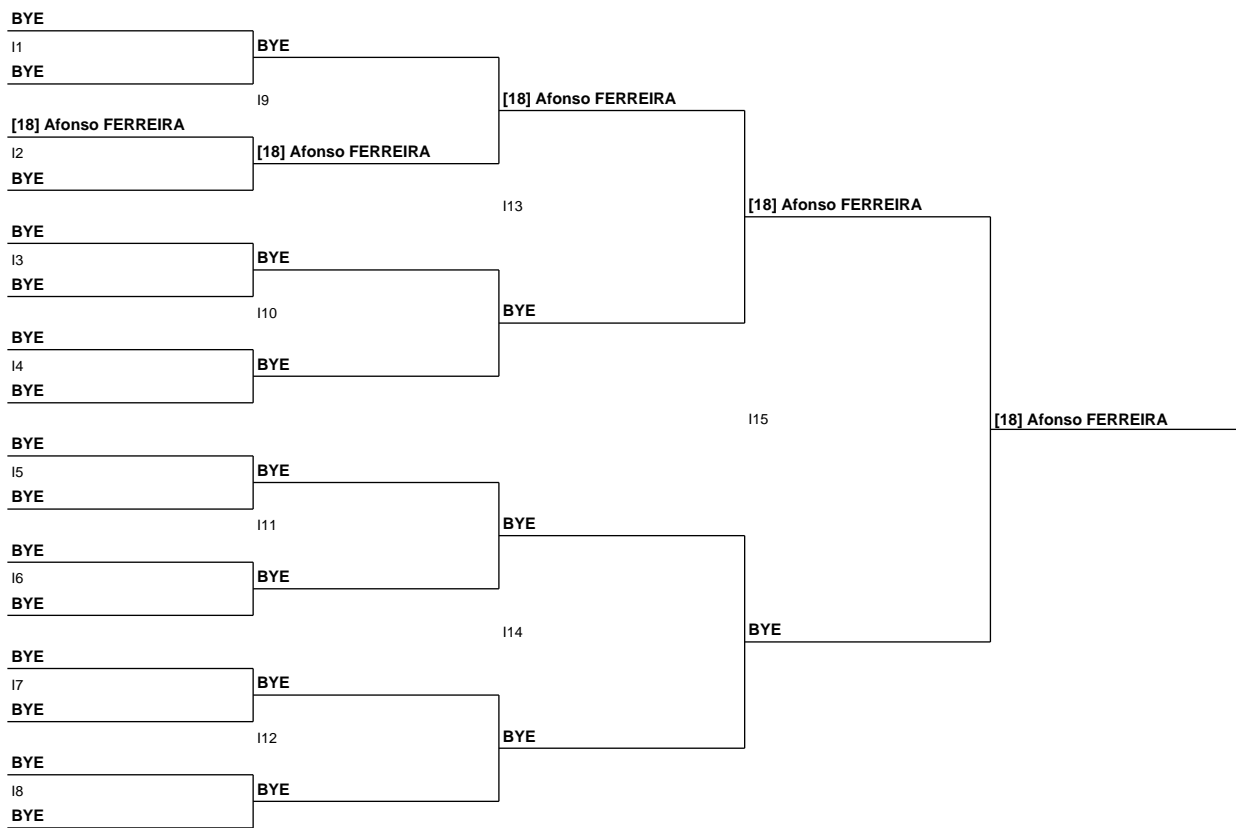 BYE
I1
BYE
BYE
I9
[18] Afonso FERREIRA
[18] Afonso FERREIRA
I2
[18] Afonso FERREIRA
BYE
I13
[18] Afonso FERREIRA
BYE
I3
BYE
BYE
I10
BYE
BYE
I4
BYE
BYE
I15
[18] Afonso FERREIRA
BYE
I5
BYE
BYE
I11
BYE
BYE
I6
BYE
BYE
I14
BYE
BYE
I7
BYE
BYE
I12
BYE
BYE
I8
BYE
BYE